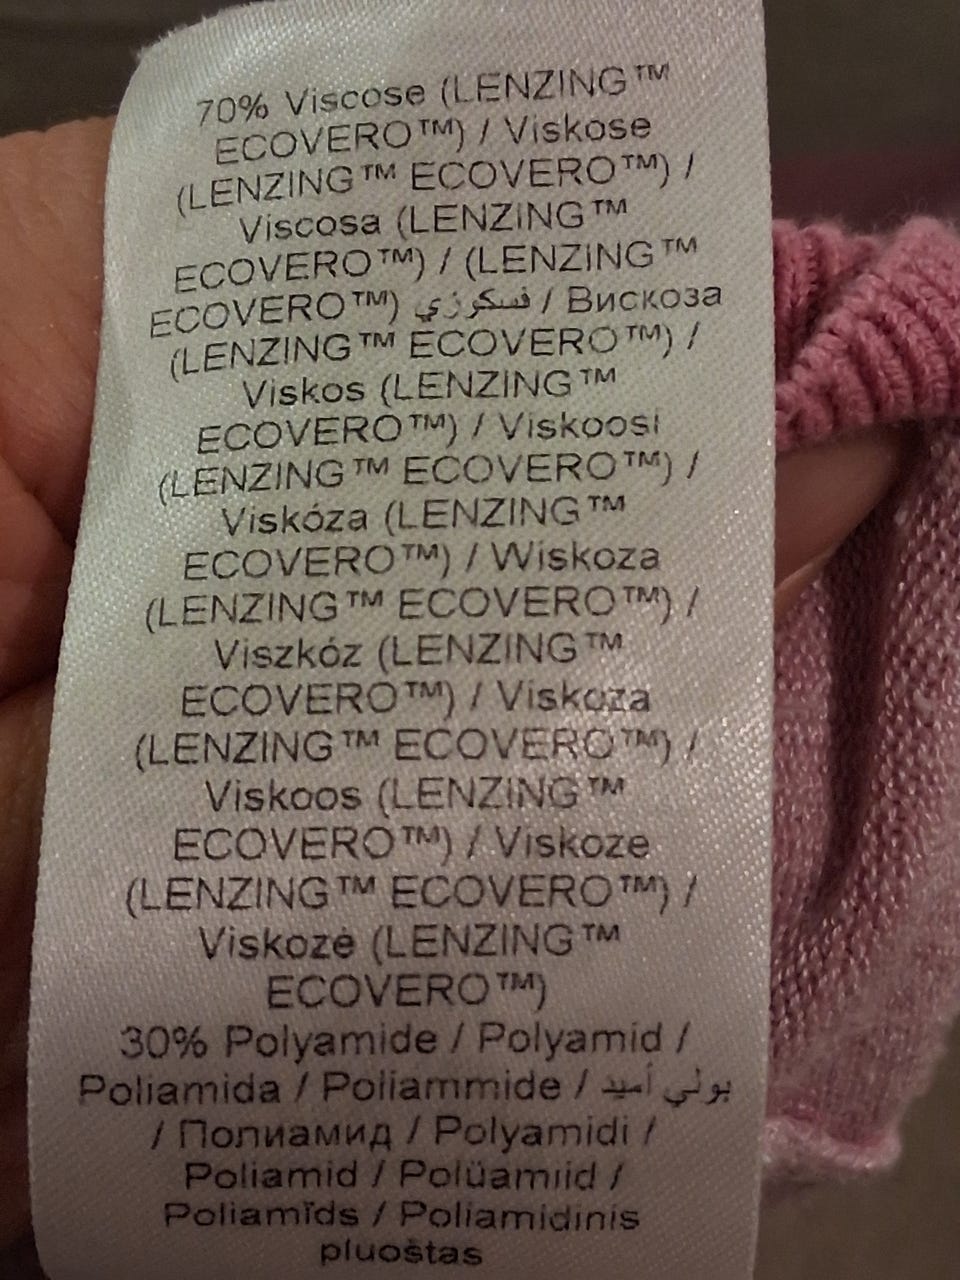 70% Viscose (LENZING™
ECOVERO™) / Viskose
(LENZING™ ECOVERO™) /
Viscosa (LENZING™
ECOVERO™) / (LENZING™
ECOVERO™) فسكوزي / Вискоза
(LENZING™ ECOVERO™) /
Viskos (LENZING™
ECOVERO™) / Viskoosi
(LENZING™ ECOVERO™) /
Viskóza (LENZING™
ECOVERO™) / Wiskoza
(LENZING™ ECOVERO™) /
Viszkóz (LENZING™
ECOVERO™) / Viskoza
(LENZING™ ECOVERO™) /
Viskoos (LENZING™
ECOVERO™) / Viskoze
(LENZING™ ECOVERO™) /
Viskozė (LENZING™
ECOVERO™)
30% Polyamide / Polyamid /
Poliamida / Poliammide / بولي أميد
/ Полиамид / Polyamidi /
Poliamid / Polüamiid /
Poliamīds / Poliamidinis
pluoštas